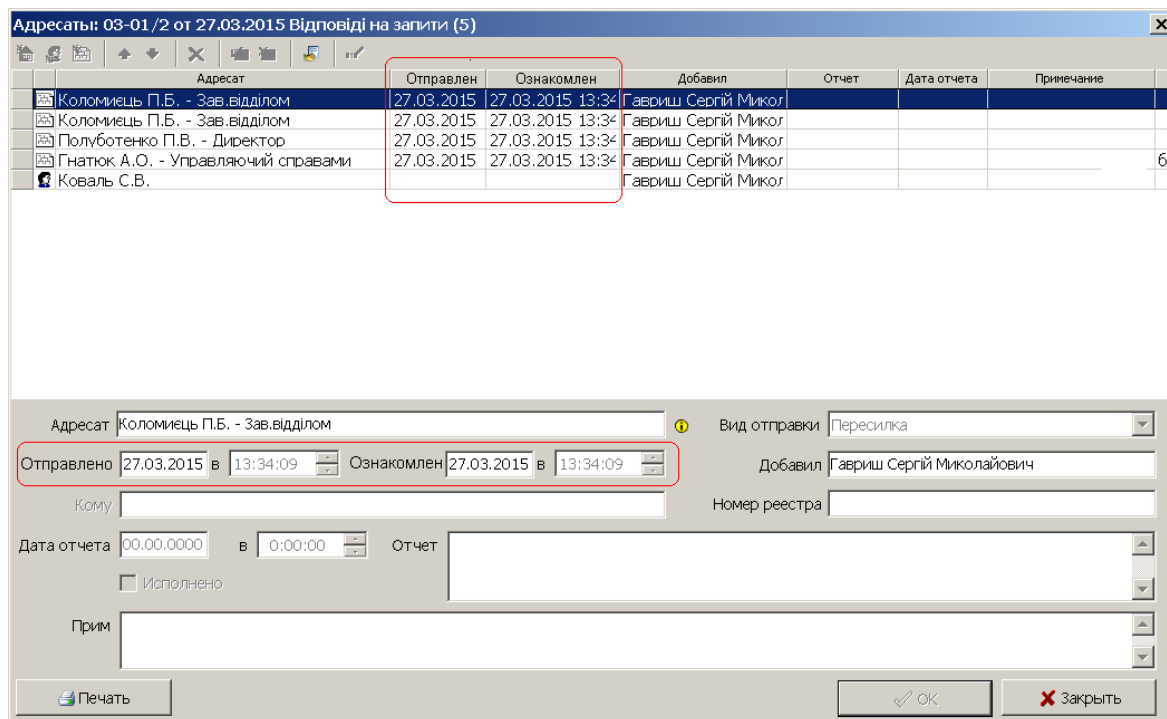 Адресаты: 03-01/2 от 27.03.2015 Відповіді на запити (5)
Адресат Отправлен Ознакомлен Добавил Отчет Дата отчета Примечание
Коломиєць П.Б. - Зав.відділом 27.03.2015 27.03.2015 13:34 Гавриш Сергій Микол
Коломиєць П.Б. - Зав.відділом 27.03.2015 27.03.2015 13:34 Гавриш Сергій Микол
Полуботенко П.В. - Директор 27.03.2015 27.03.2015 13:34 Гавриш Сергій Микол
Гнатюк А.О. - Управляючий справами 27.03.2015 27.03.2015 13:34 Гавриш Сергій Микол 6
Коваль С.В. Гавриш Сергій Микол
Адресат Коломиєць П.Б. - Зав.відділом Вид отправки Пересилка
Отправлено 27.03.2015 в 13:34:09 Ознакомлен 27.03.2015 в 13:34:09 Добавил Гавриш Сергій Миколайович
Кому Номер реестра
Дата отчета 00.00.0000 в 0:00:00 Отчет
Исполнено
Прим
Печать ОК Закрыть